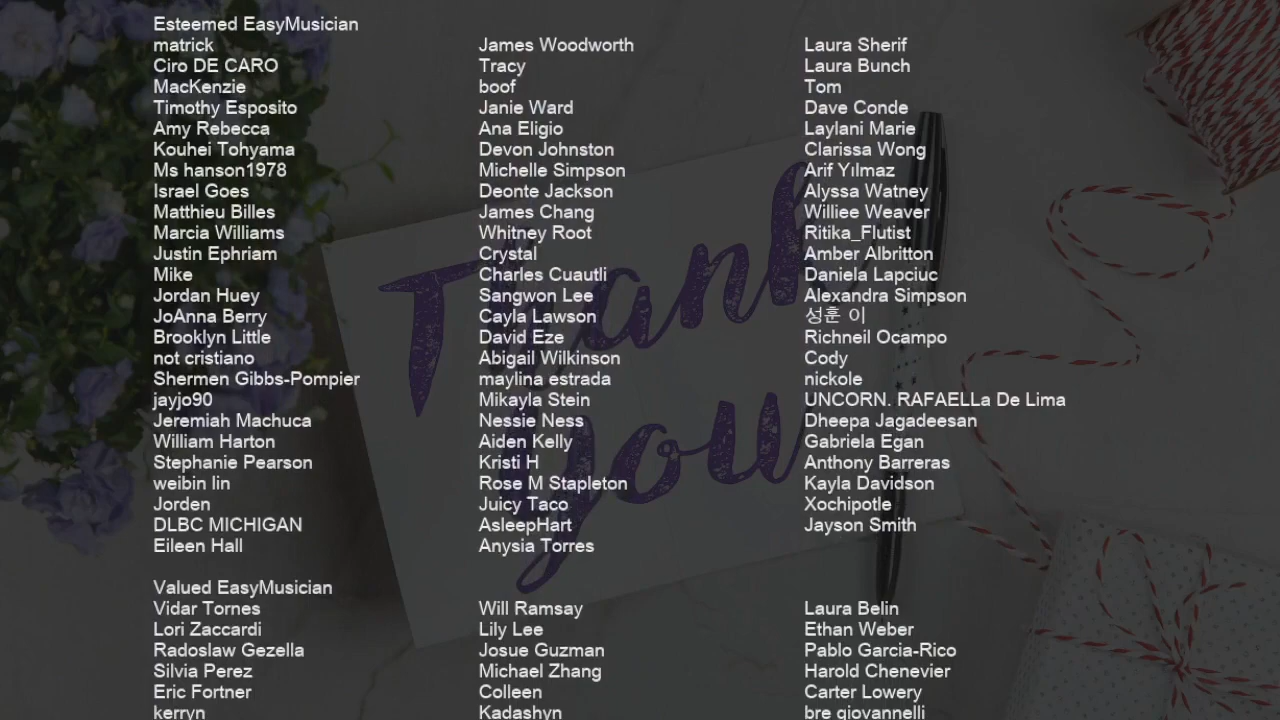 Esteemed EasyMusician
matrick
Ciro DE CARO
MacKenzie
Timothy Esposito
Amy Rebecca
Kouhei Tohyama
Ms hanson1978
Israel Goes
Matthieu Billes
Marcia Williams
Justin Ephriam
Mike
Jordan Huey
JoAnna Berry
Brooklyn Little
not cristiano
Shermen Gibbs-Pompier
jayjo90
Jeremiah Machuca
William Harton
Stephanie Pearson
weibin lin
Jorden
DLBC MICHIGAN
Eileen Hall
James Woodworth
Tracy
boof
Janie Ward
Ana Eligio
Devon Johnston
Michelle Simpson
Deonte Jackson
James Chang
Whitney Root
Crystal
Charles Cuautli
Sangwon Lee
Cayla Lawson
David Eze
Abigail Wilkinson
maylina estrada
Mikayla Stein
Nessie Ness
Aiden Kelly
Kristi H
Rose M Stapleton
Juicy Taco
AsleepHart
Anysia Torres
Laura Sherif
Laura Bunch
Tom
Dave Conde
Laylani Marie
Clarissa Wong
Arif Yılmaz
Alyssa Watney
Williee Weaver
Ritika_Flutist
Amber Albritton
Daniela Lapciuc
Alexandra Simpson
성훈 이
Richneil Ocampo
Cody
nickole
UNCORN. RAFAELLa De Lima
Dheepa Jagadeesan
Gabriela Egan
Anthony Barreras
Kayla Davidson
Xochipotle
Jayson Smith
Valued EasyMusician
Vidar Tornes
Lori Zaccardi
Radoslaw Gezella
Silvia Perez
Eric Fortner
kerryn
Will Ramsay
Lily Lee
Josue Guzman
Michael Zhang
Colleen
Kadashyn
Laura Belin
Ethan Weber
Pablo Garcia-Rico
Harold Chenevier
Carter Lowery
bre giovannelli
Thank
you